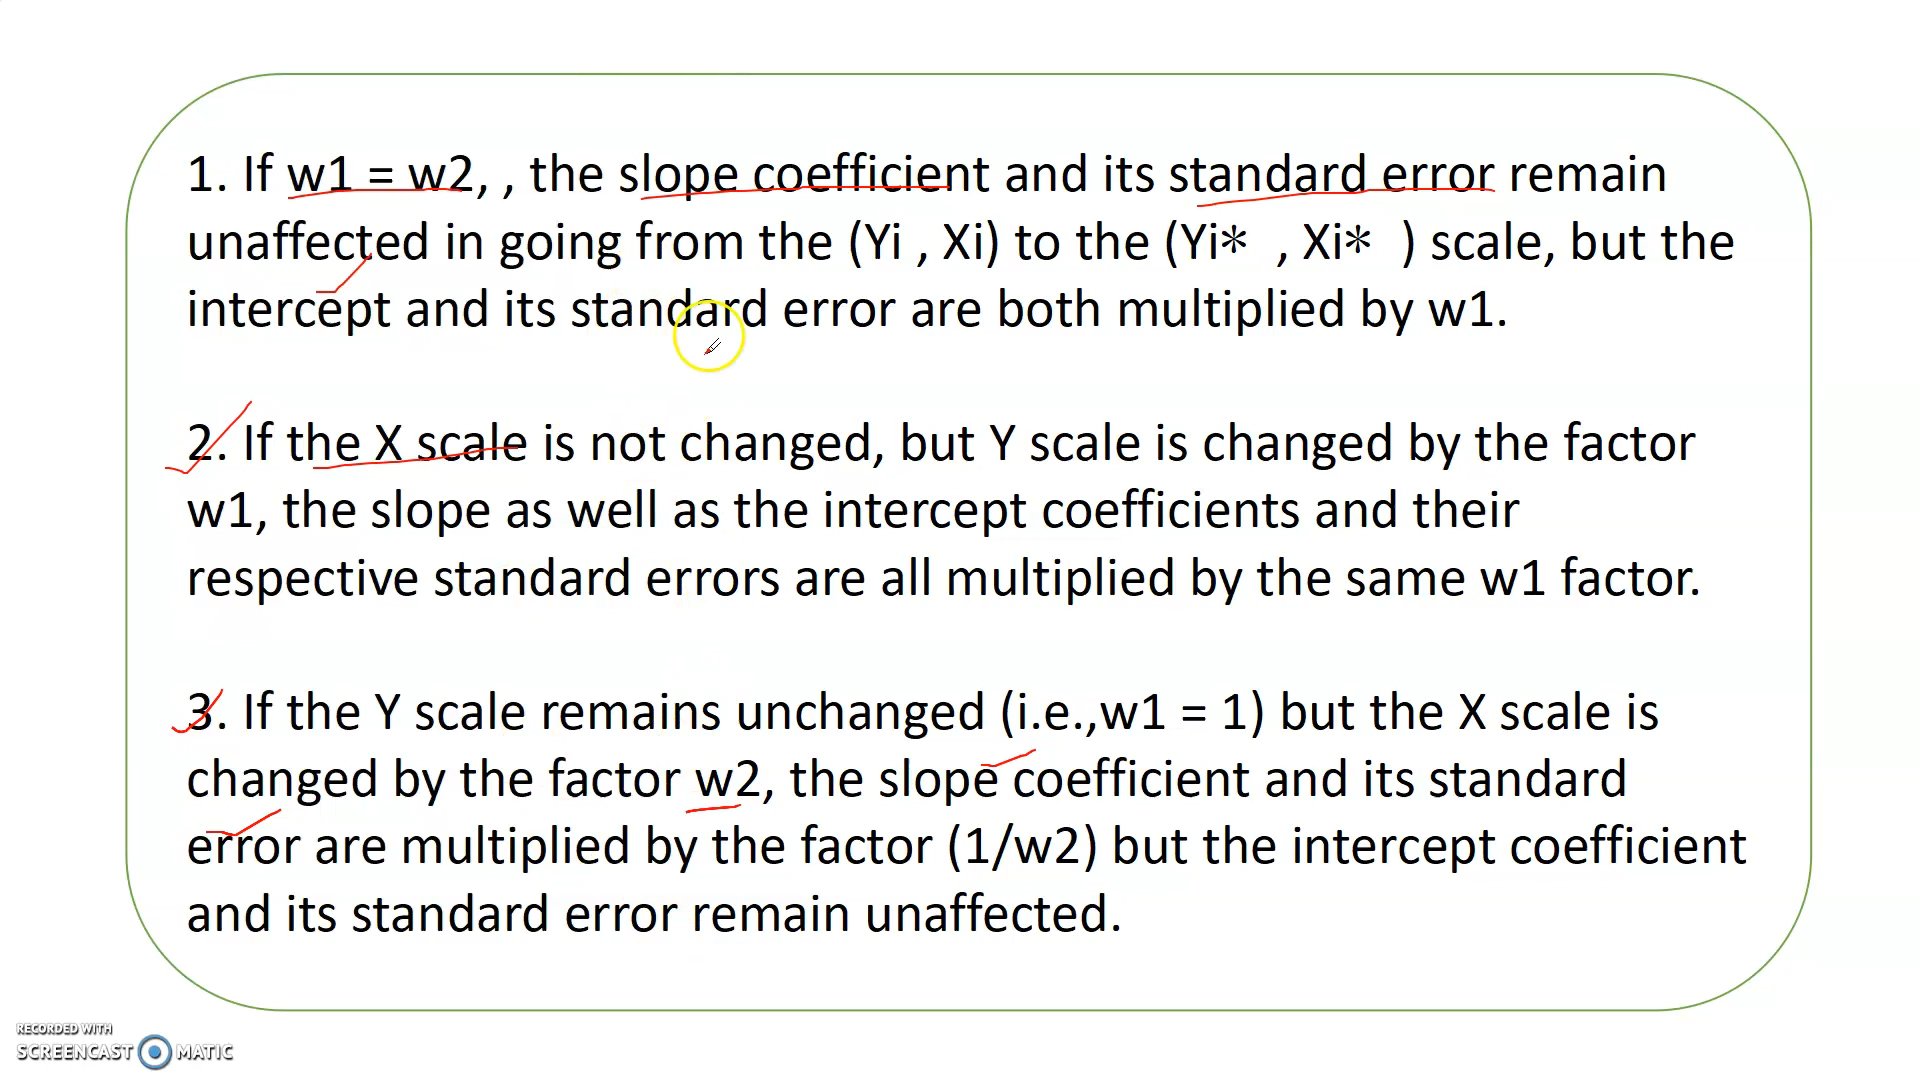 1. If w1 = w2, , the slope coefficient and its standard error remain
unaffected in going from the (Yi , Xi) to the (Yi∗ , Xi∗ ) scale, but the
intercept and its standard error are both multiplied by w1.
2. If the X scale is not changed, but Y scale is changed by the factor
w1, the slope as well as the intercept coefficients and their
respective standard errors are all multiplied by the same w1 factor.
3. If the Y scale remains unchanged (i.e.,w1 = 1) but the X scale is
changed by the factor w2, the slope coefficient and its standard
error are multiplied by the factor (1/w2) but the intercept coefficient
and its standard error remain unaffected.
RECORDED WITH
SCREENCAST MATIC